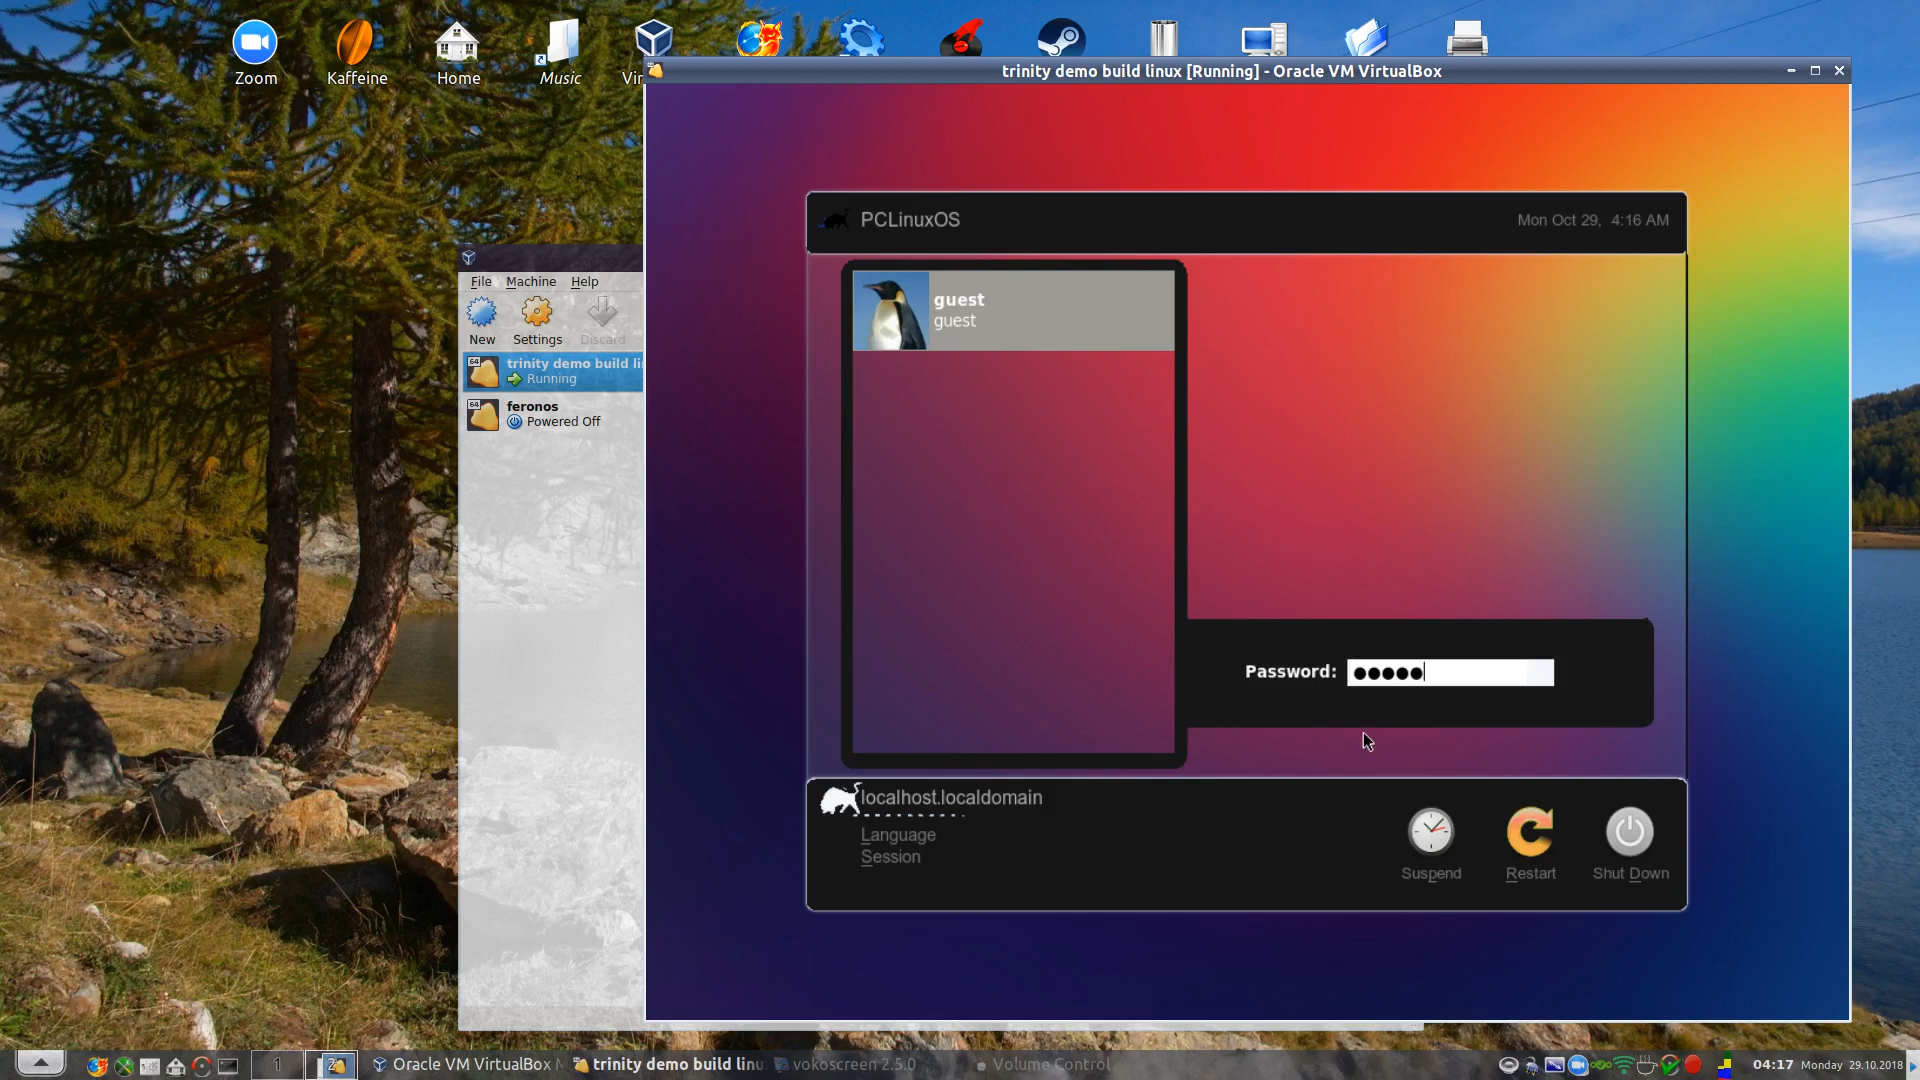 Zoom
Kaffeine
Home
Music
trinity demo build linux [Running] - Oracle VM VirtualBox
PCLinuxOS
Mon Oct 29, 4:16 AM
guest
guest
File Machine Help
New Settings Discard
64
trinity demo build
Running
64
feronos
Powered Off
Password:
localhost.localdomain
Language
Session
Suspend
Restart
Shut Down
1
2
Oracle VM VirtualBox
trinity demo build linu
vokoscreen 2.5.0
Volume Control
04:17 Monday 29.10.2018